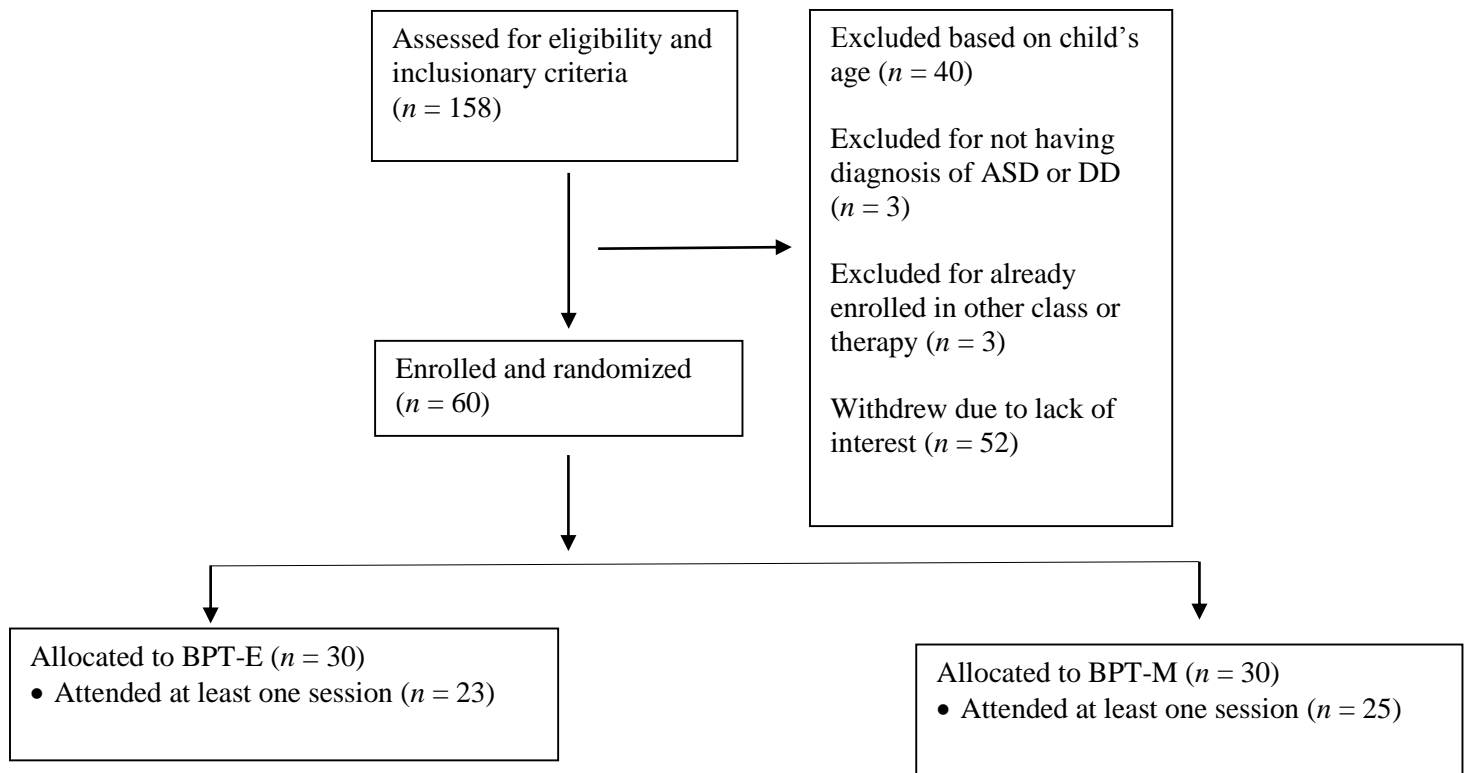 Assessed for eligibility and
inclusionary criteria
(n = 158)
Excluded based on child’s
age (n = 40)
Excluded for not having
diagnosis of ASD or DD
(n = 3)
Excluded for already
enrolled in other class or
therapy (n = 3)
Withdrew due to lack of
interest (n = 52)
Enrolled and randomized
(n = 60)
Allocated to BPT-E (n = 30)
• Attended at least one session (n = 23)
Allocated to BPT-M (n = 30)
• Attended at least one session (n = 25)